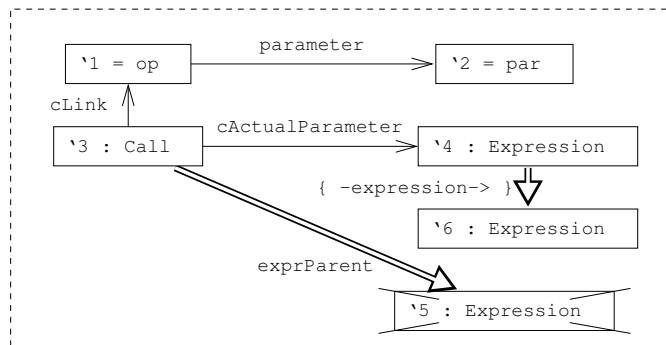 parameter
‘1 = op
‘2 = par
cLink
cActualParameter
‘3 : Call
‘4 : Expression
{ -expression-> }
‘6 : Expression
exprParent
‘5 : Expression